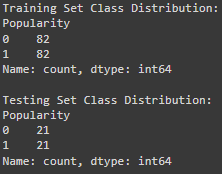 Training Set Class Distribution:
Popularity
0    82
1    82
Name: count, dtype: int64
Testing Set Class Distribution:
Popularity
0    21
1    21
Name: count, dtype: int64